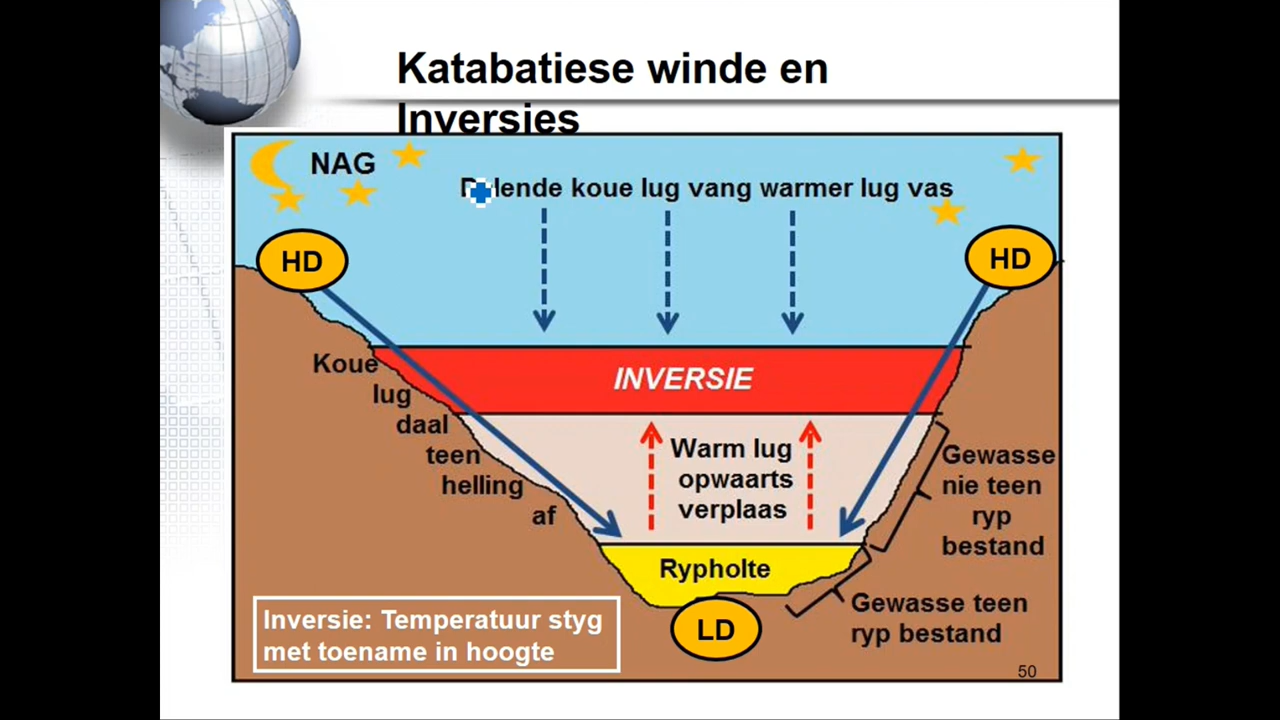 Katabatiese winde en
Inversies
NAG
lende koue lug vang warmer lug vas
HD
HD
INVERSIE
Koue
lug
daal
teen
helling
af
Warm lug
opwaarts
verplaas
Gewasse
nie teen
ryp
bestand
Rypholte
Gewasse teen
ryp bestand
LD
Inversie: Temperatuur styg
met toename in hoogte
50